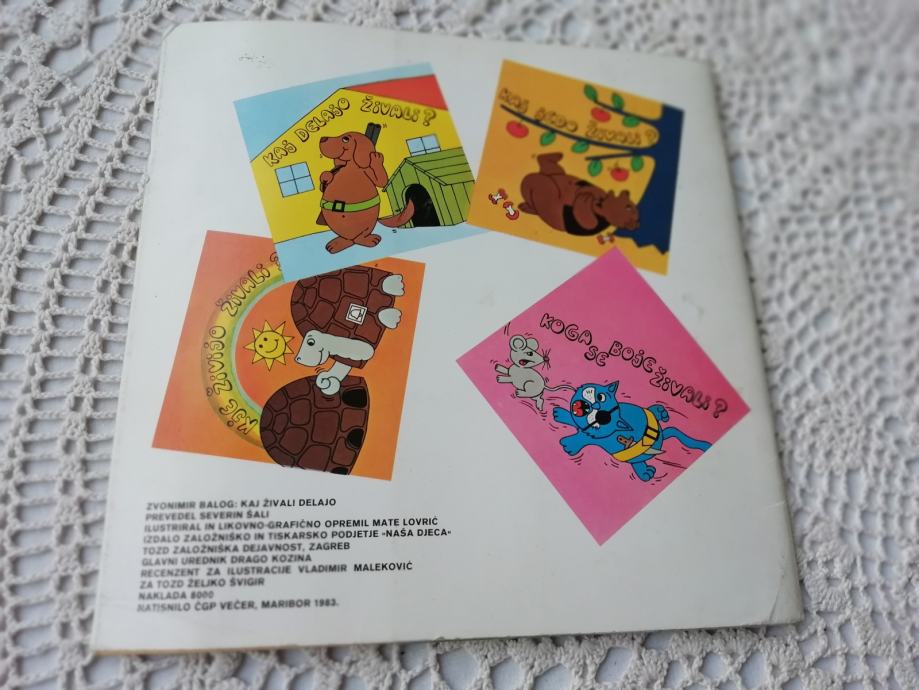 KAJ DELAJO ŽIVALI?
KAJ JEDO ŽIVALI?
KJE ŽIVIJO ŽIVALI?
KOGA SE BOJE ŽIVALI?
ZVONIMIR BALOG: KAJ ŽIVALI DELAJO
PREVEDEL SEVERIN ŠALI
ILUSTRIRAL IN LIKOVNO-GRAFIČNO OPREMIL MATE LOVRIĆ
IZDALO ZALOŽNIŠKO IN TISKARSKO PODJETJE »NAŠA DJECA«
TOZD ZALOŽNIŠKA DEJAVNOST, ZAGREB
GLAVNI UREDNIK DRAGO KOZINA
RECENZENT ZA ILUSTRACIJE VLADIMIR MALEKOVIĆ
ZA TOZD ŽELJKO ŠVIGIR
NAKLADA 8000
NATISNILO ČGP VEČER, MARIBOR 1983.